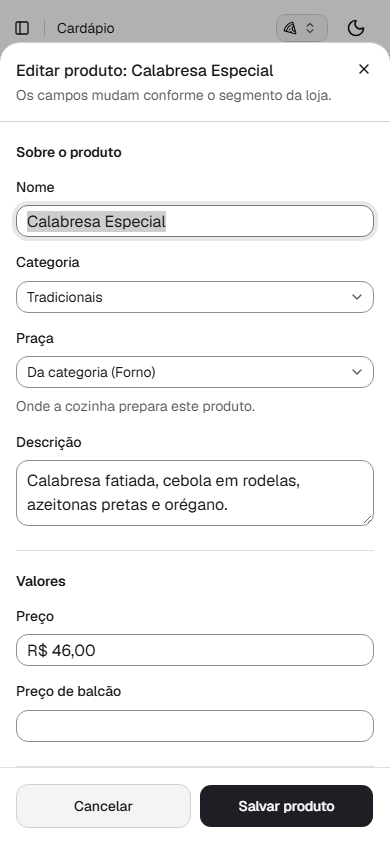 Cardápio
Editar produto: Calabresa Especial
Os campos mudam conforme o segmento da loja.
Sobre o produto
Nome
Calabresa Especial
Categoria
Tradicionais
Praça
Da categoria (Forno)
Onde a cozinha prepara este produto.
Descrição
Calabresa fatiada, cebola em rodelas,
azeitonas pretas e orégano.
Valores
Preço
R$ 46,00
Preço de balcão
Cancelar
Salvar produto